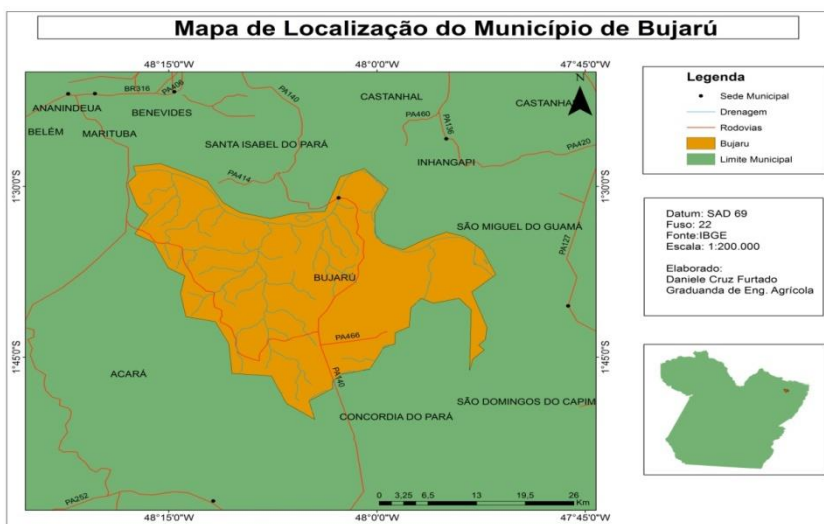 Mapa de Localização do Município de Bujarú
48°15'0"W
48°0'0"W
47°45'0"W
N
BR316
PA406
PA140
CASTANHAL
CASTANHA
ANANINDEUA
BENEVIDES
PA460
PA136
BELÉM
MARITUBA
SANTA ISABEL DO PARÁ
PA420
INHANGAPI
PA414
1°30'0"S
1°30'0"S
SÃO MIGUEL DO GUAMÁ
PA127
BUJARÚ
PA466
1°45'0"S
1°45'0"S
ACARÁ
PA140
SÃO DOMINGOS DO CAPIM
CONCORDIA DO PARÁ
PA252
0 3,25 6,5 13 19,5 26
Km
48°15'0"W
48°0'0"W
47°45'0"W
Legenda
Sede Municipal
Drenagem
Rodovias
Bujaru
Limite Municipal
Datum: SAD 69
Fuso: 22
Fonte:IBGE
Escala: 1:200.000
Elaborado:
Daniele Cruz Furtado
Graduanda de Eng. Agrícola